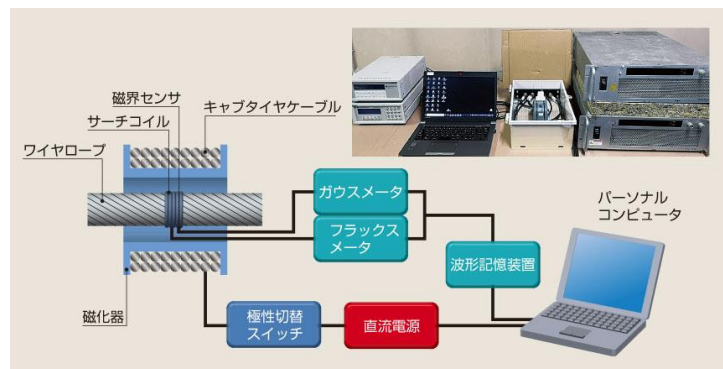 磁界センサ
サーチコイル
キャブタイヤケーブル
ワイヤロープ
ガウスメータ
フラックス
メータ
パーソナル
コンピュータ
波形記憶装置
磁化器
極性切替
スイッチ
直流電源